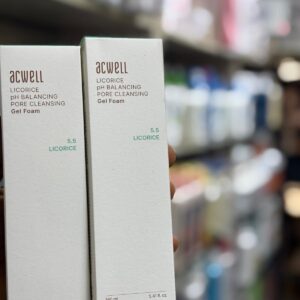 acwell
LICORICE
pH BALANCING
PORE CLEANSING
Gel Foam
5.5
LICORICE
acwell
LICORICE
pH BALANCING
PORE CLEANSING
Gel Foam
5.5
LICORICE